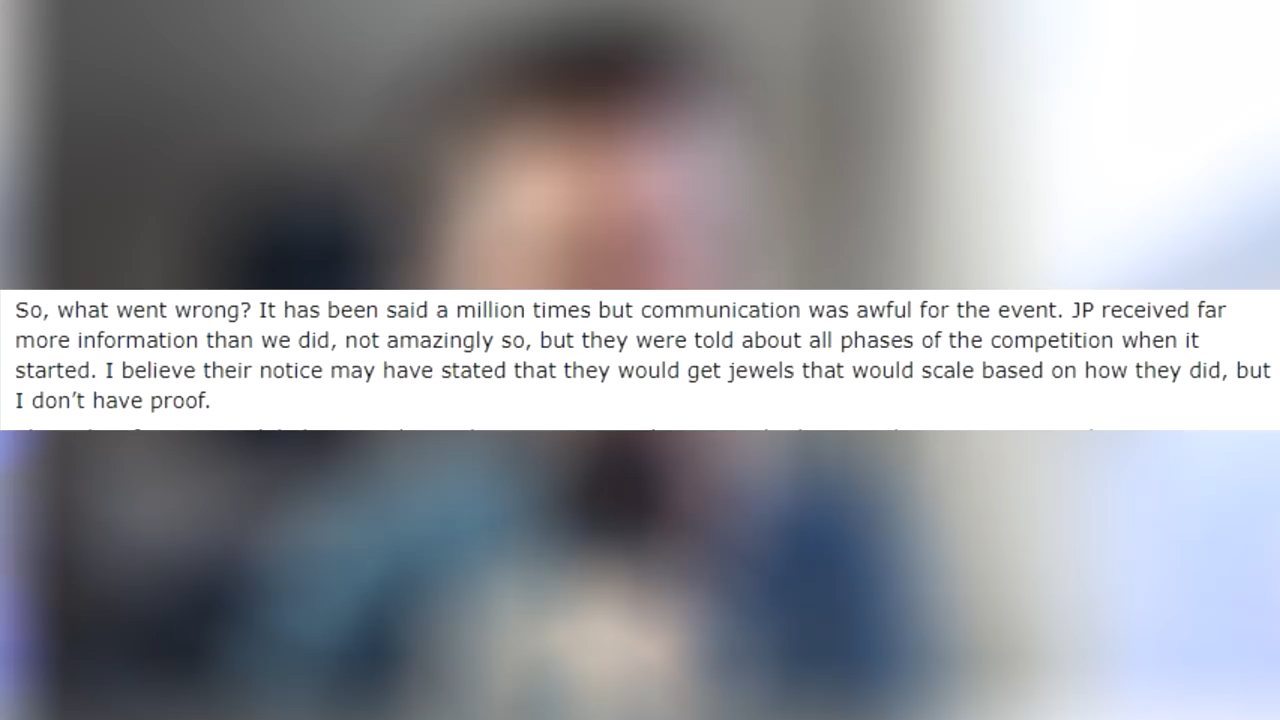 So, what went wrong? It has been said a million times but communication was awful for the event. JP received far
more information than we did, not amazingly so, but they were told about all phases of the competition when it
started. I believe their notice may have stated that they would get jewels that would scale based on how they did, but
I don’t have proof.